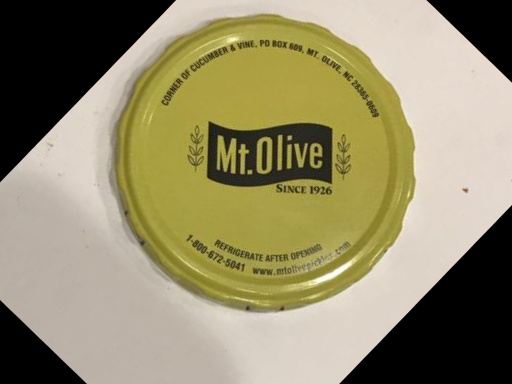 CORNER OF CUCUMBER & VINE, PO BOX 609, MT. OLIVE, NC 28365-0609
Mt. Olive
SINCE 1926
REFRIGERATE AFTER OPENING
1-800-672-5041 www.mtolivepickles.com